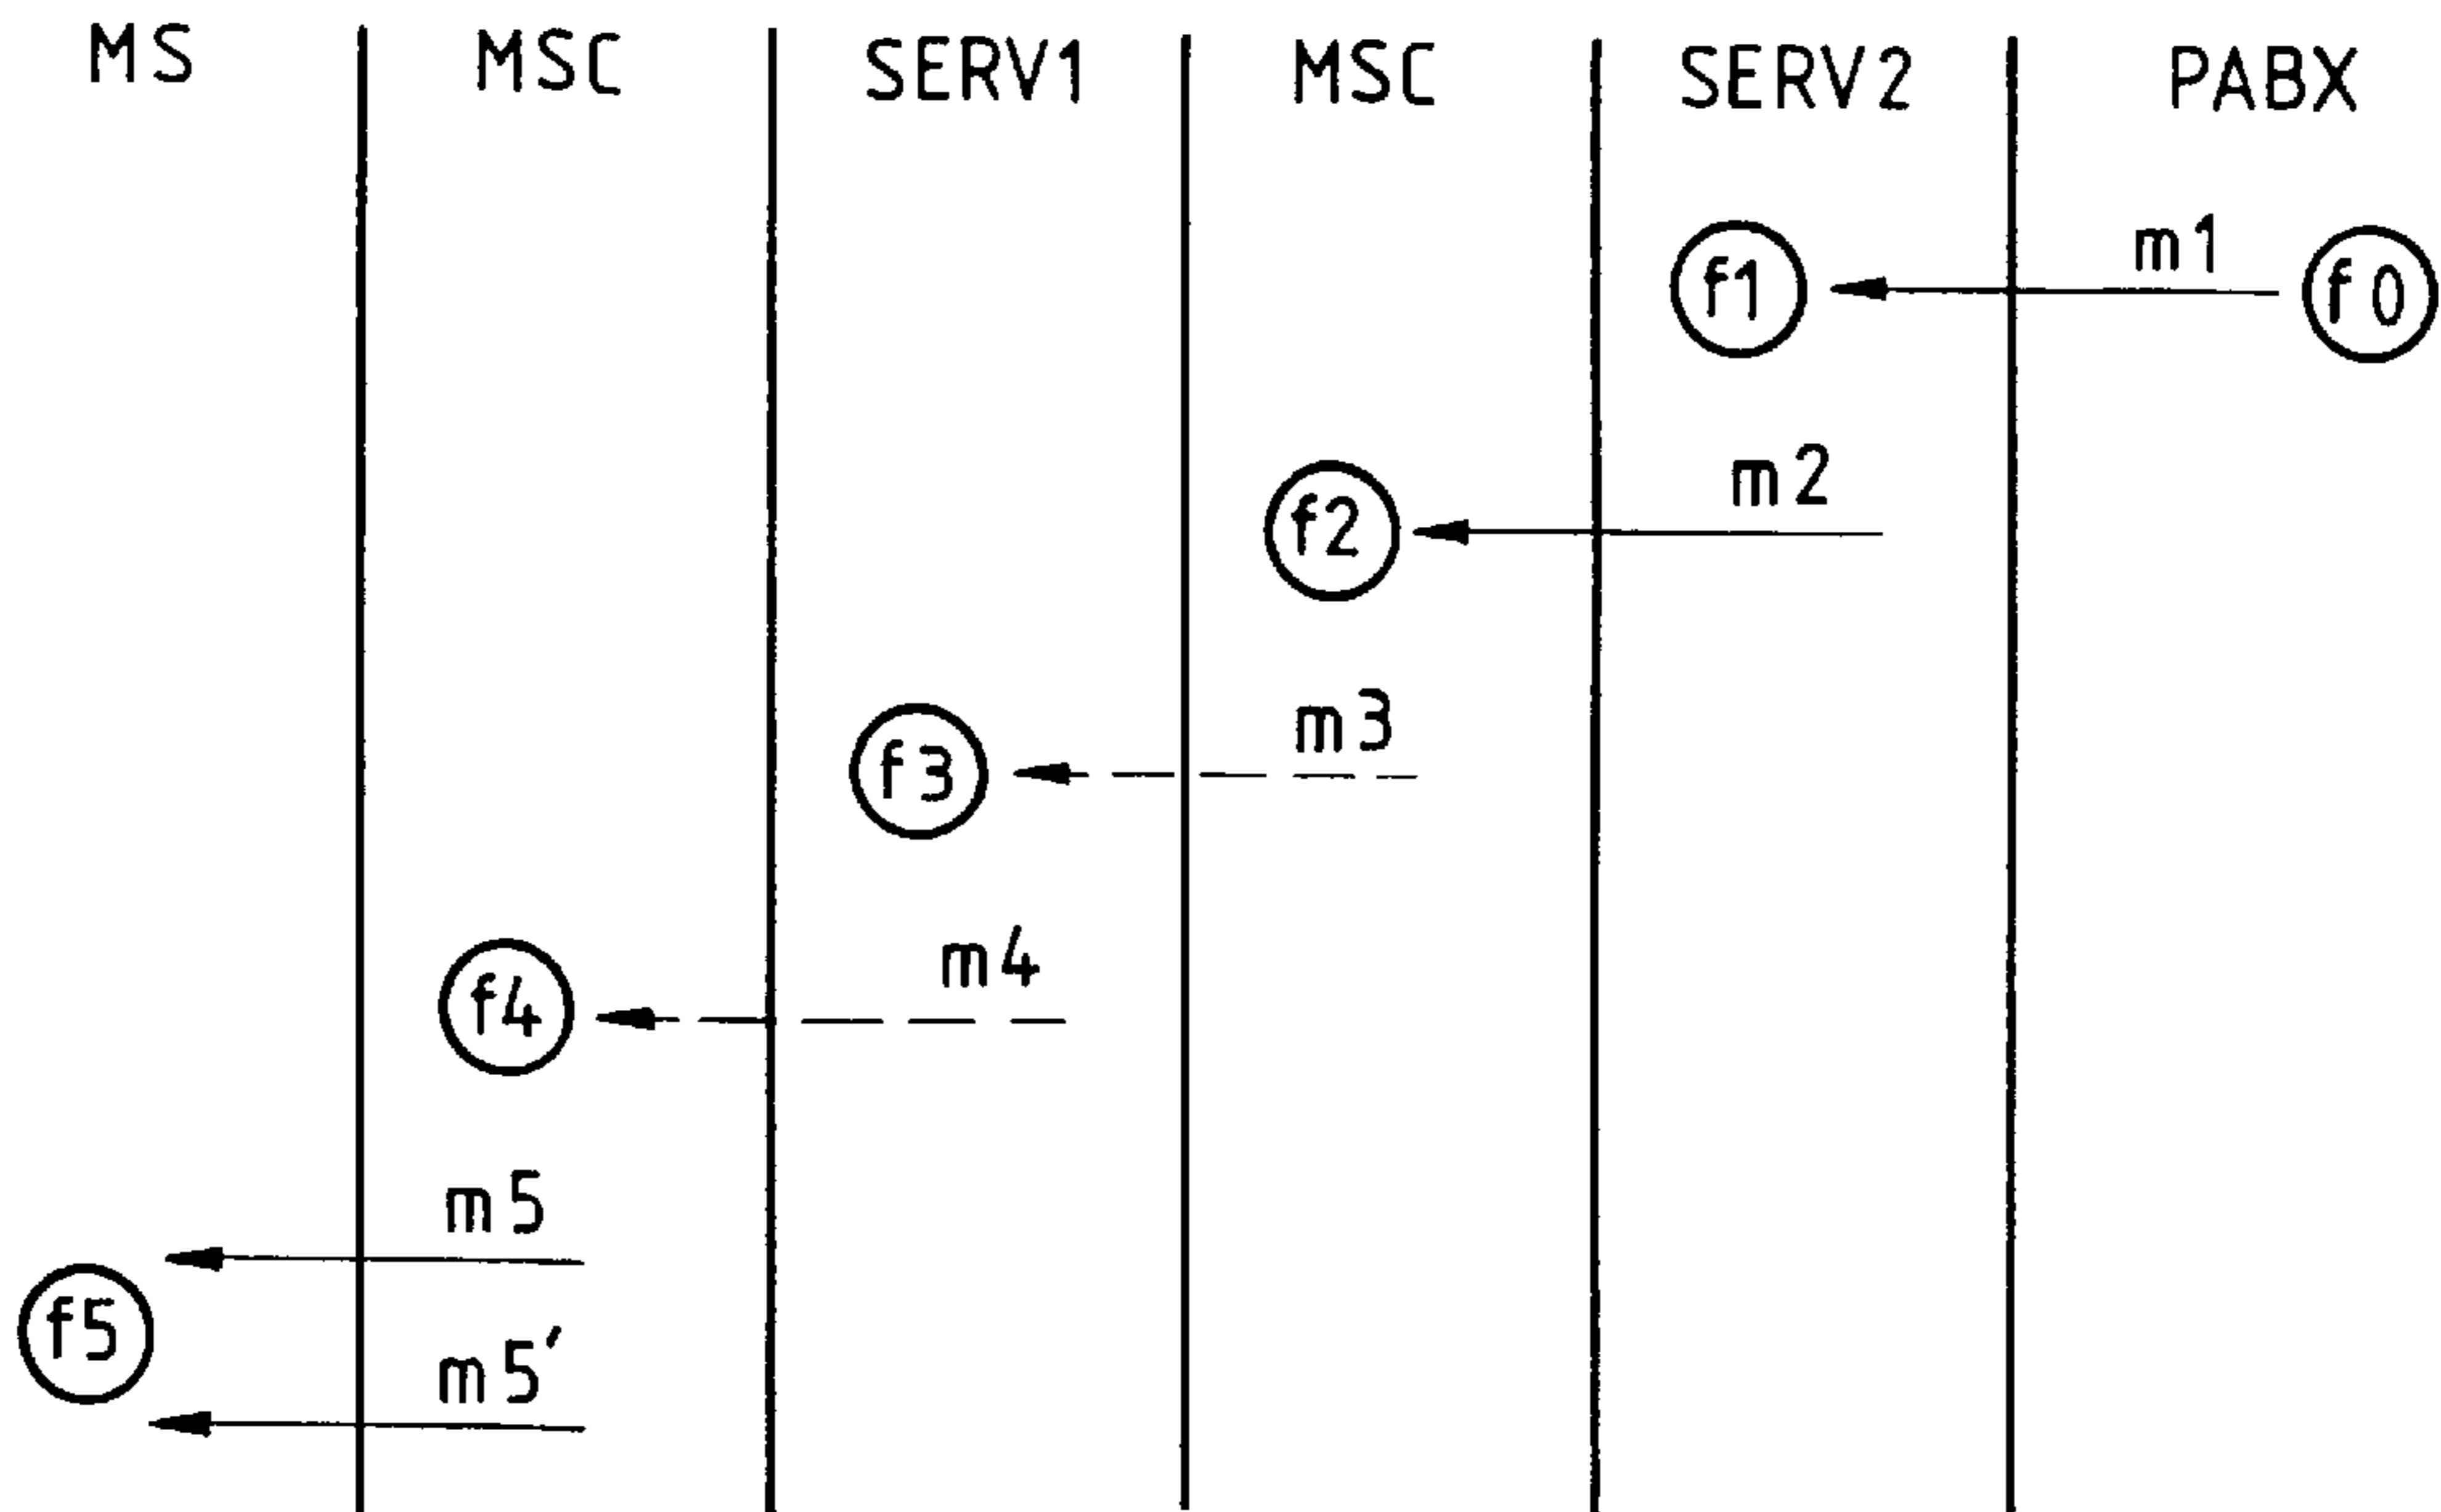 MS MSC SERV1 MSC SERV2 PABX
m1
f1 f0
m2
f2
m3
f3
m4
f4
m5
f5
m5′